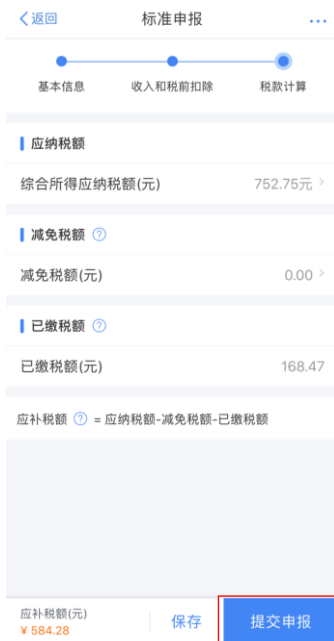 返回 标准申报 ...
基本信息 收入和税前扣除 税款计算
应纳税额
综合所得应纳税额(元) 752.75元
减免税额 ?
减免税额(元) 0.00
已缴税额 ?
已缴税额(元) 168.47
应补税额 ? = 应纳税额-减免税额-已缴税额
应补税额(元) 保存 提交申报
¥ 584.28